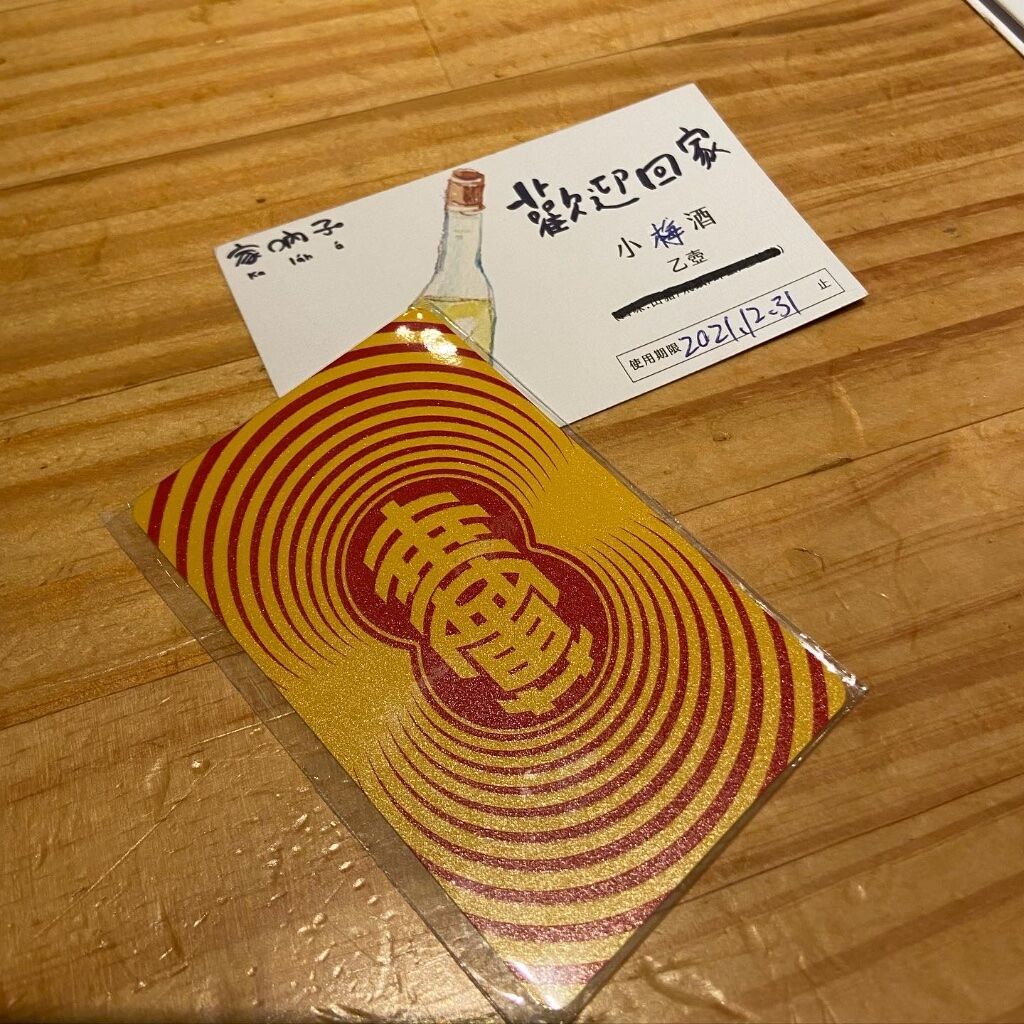 家吶子
Ka láh á
歡迎回家
小梅酒
乙壺
使用期限 2021.12.31 止